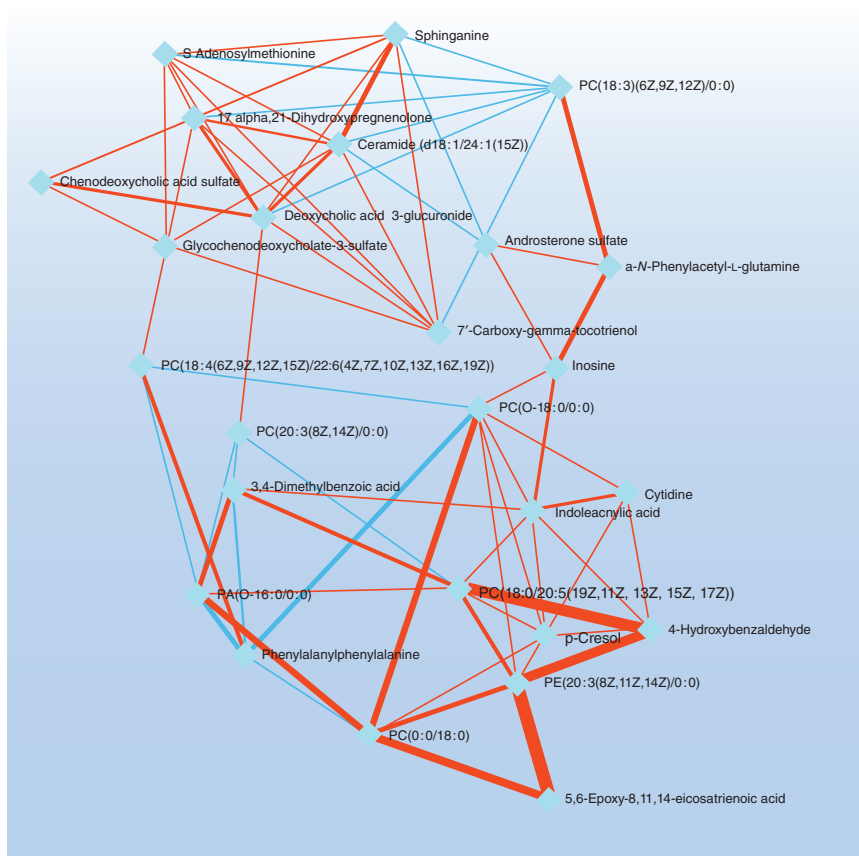 Sphinganine
S Adenosylmethionine
PC(18:3)(6Z,9Z,12Z)/0:0)
17 alpha,21-Dihydroxypregnenolone
Ceramide (d18:1/24:1(15Z))
Chenodeoxycholic acid sulfate
Deoxycholic acid 3-glucuronide
Glycochenodeoxycholate-3-sulfate
Androsterone sulfate
a-N-Phenylacetyl-L-glutamine
7′-Carboxy-gamma-tocotrienol
PC(18:4(6Z,9Z,12Z,15Z)/22:6(4Z,7Z,10Z,13Z,16Z,19Z))
Inosine
PC(O-18:0/0:0)
PC(20:3(8Z,14Z)/0:0)
3,4-Dimethylbenzoic acid
Cytidine
Indoleacnylic acid
PA(O-16:0/0:0)
PC(18:0/20:5(19Z,11Z, 13Z, 15Z, 17Z))
4-Hydroxybenzaldehyde
p-Cresol
Phenylalanylphenylalanine
PE(20:3(8Z,11Z,14Z)/0:0)
PC(0:0/18:0)
5,6-Epoxy-8,11,14-eicosatrienoic acid